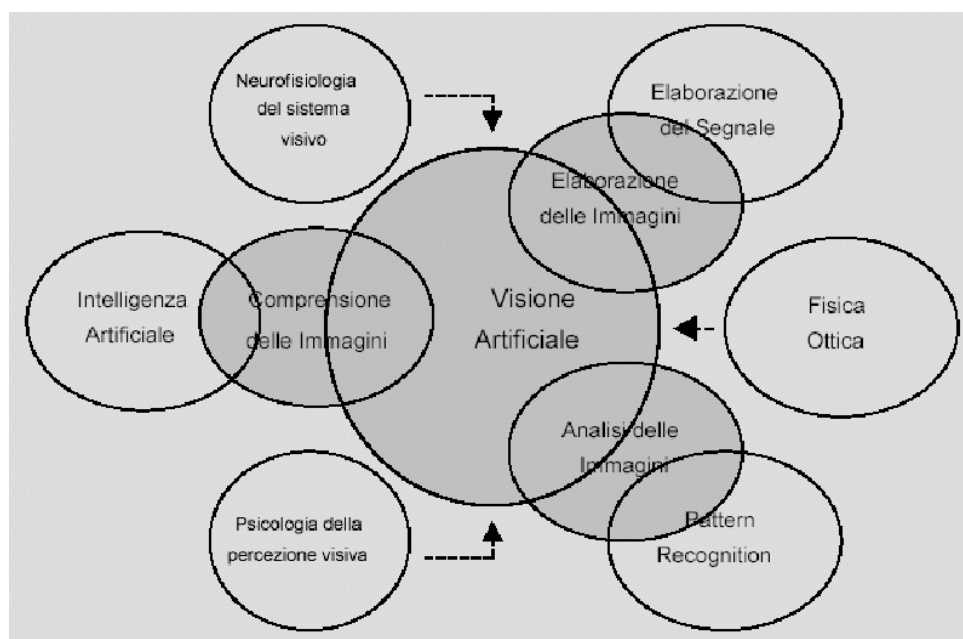 Neurofisiologia
del sistema
visivo
Elaborazione
del Segnale
Elaborazione
delle Immagini
Intelligenza
Artificiale
Comprensione
delle Immagini
Visione
Artificiale
Fisica
Ottica
Analisi delle
Immagini
Psicologia della
percezione visiva
Pattern
Recognition